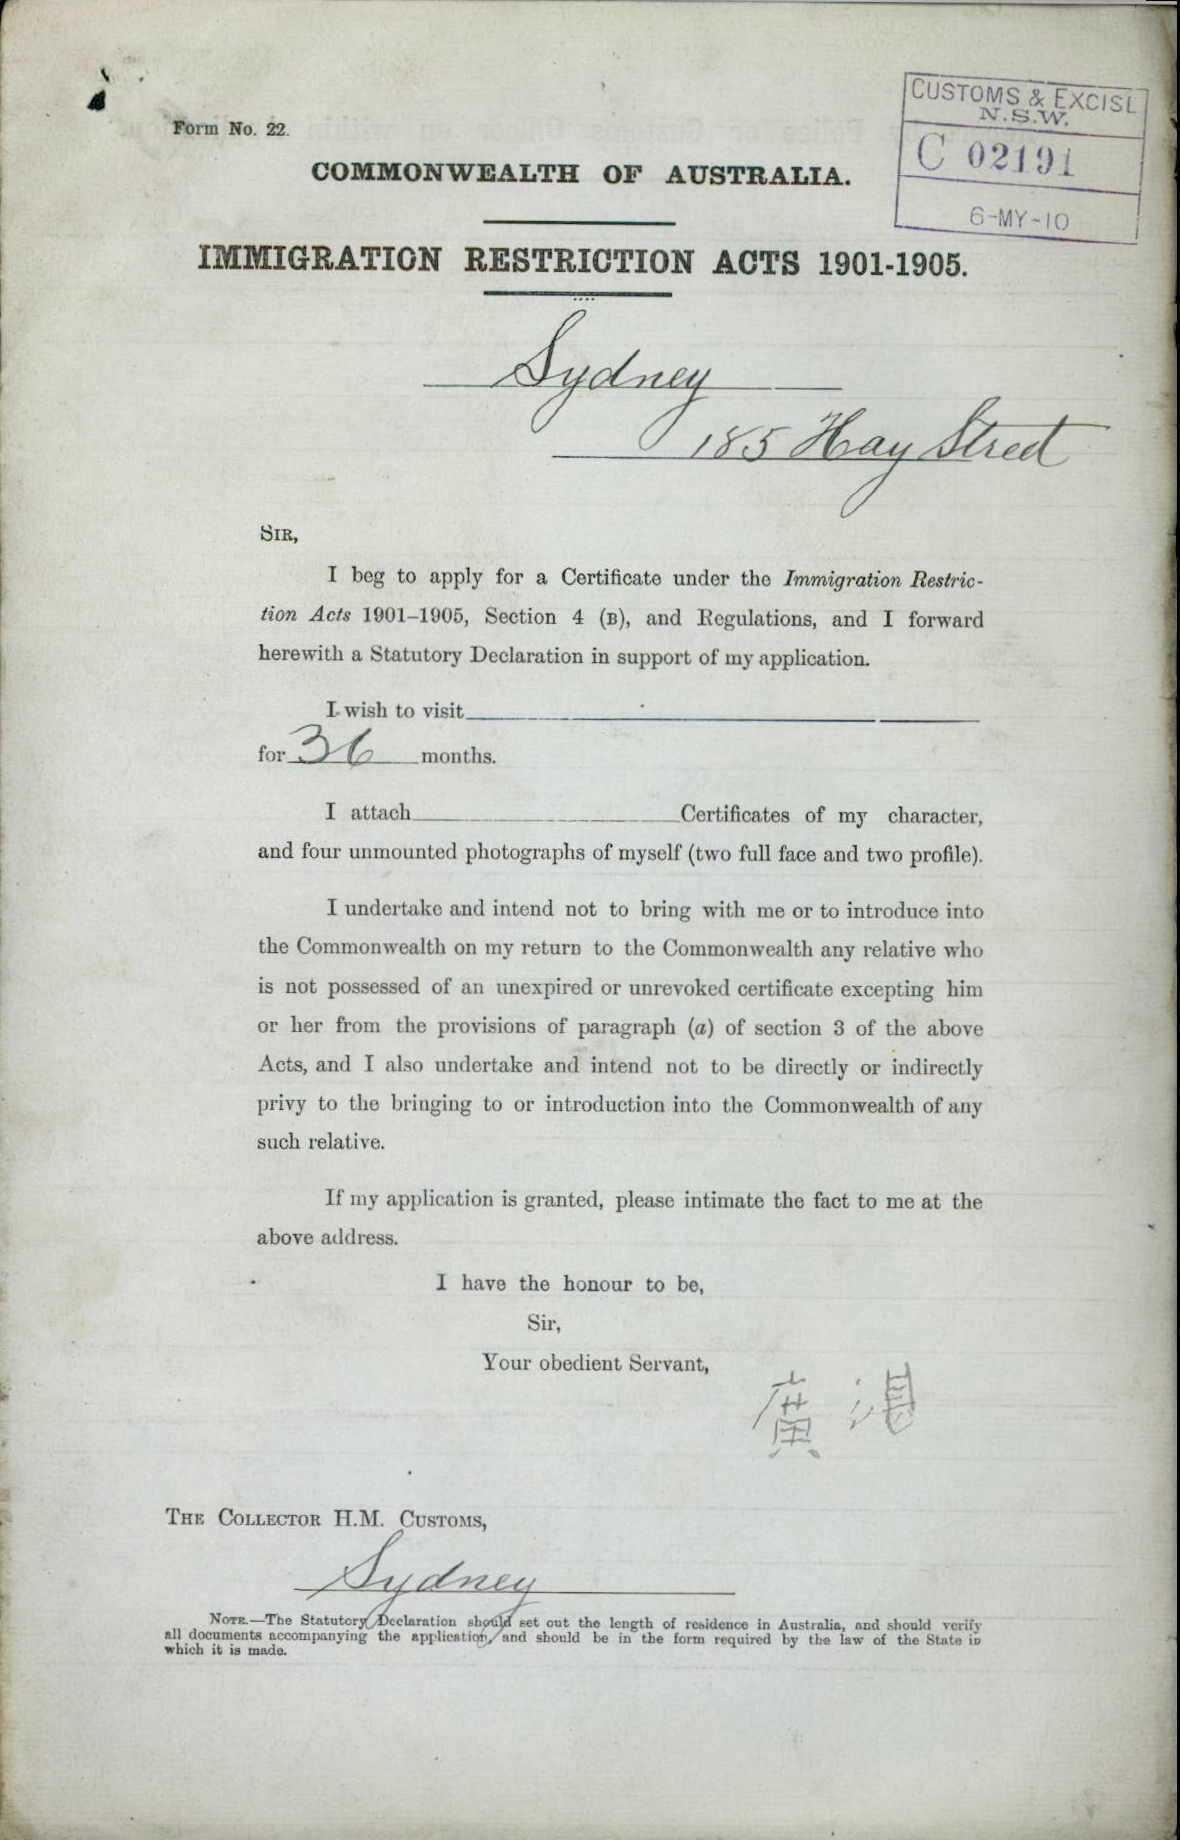 CUSTOMS & EXCISE
N.S.W.
C 02191
6-MY-10
Form No. 22.
COMMONWEALTH OF AUSTRALIA.
IMMIGRATION RESTRICTION ACTS 1901-1905.
Sydney
185 Hay Street
SIR,
I beg to apply for a Certificate under the Immigration Restric-
tion Acts 1901–1905, Section 4 (B), and Regulations, and I forward
herewith a Statutory Declaration in support of my application.
I wish to visit
for 36 months.
I attach Certificates of my character,
and four unmounted photographs of myself (two full face and two profile).
I undertake and intend not to bring with me or to introduce into
the Commonwealth on my return to the Commonwealth any relative who
is not possessed of an unexpired or unrevoked certificate excepting him
or her from the provisions of paragraph (a) of section 3 of the above
Acts, and I also undertake and intend not to be directly or indirectly
privy to the bringing to or introduction into the Commonwealth of any
such relative.
If my application is granted, please intimate the fact to me at the
above address.
I have the honour to be,
Sir,
Your obedient Servant,
廣
THE COLLECTOR H.M. CUSTOMS,
Sydney
NOTE.—The Statutory Declaration should set out the length of residence in Australia, and should verify
all documents accompanying the application, and should be in the form required by the law of the State in
which it is made.